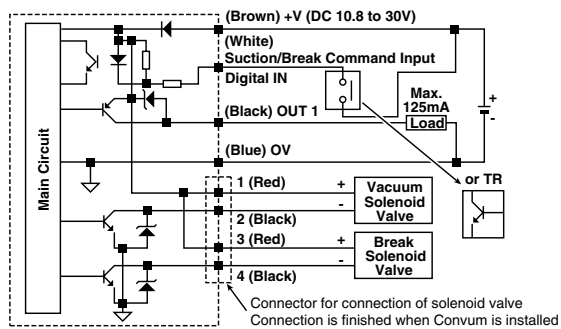 (Brown) +V (DC 10.8 to 30V)
(White)
Suction/Break Command Input
Digital IN
Max.
125mA
Load
+
-
(Black) OUT 1
(Blue) OV
or TR
Main Circuit
1 (Red)
+
Vacuum
Solenoid
Valve
-
2 (Black)
3 (Red)
+
Break
Solenoid
Valve
-
4 (Black)
Connector for connection of solenoid valve
Connection is finished when Convum is installed